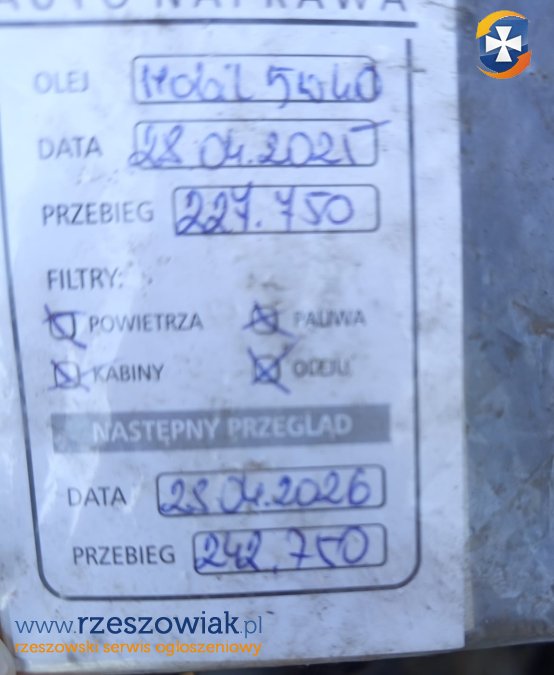 AUTO NAPRAWA
OLEJ Mobil 5w40
DATA 28.04.2025
PRZEBIEG 227.750
FILTRY:
POWIETRZA PALIWA
KABINY OLEJU
NASTĘPNY PRZEGLĄD
DATA 28.04.2026
PRZEBIEG 242.750
www.rzeszowiak.pl
rzeszowski serwis ogłoszeniowy